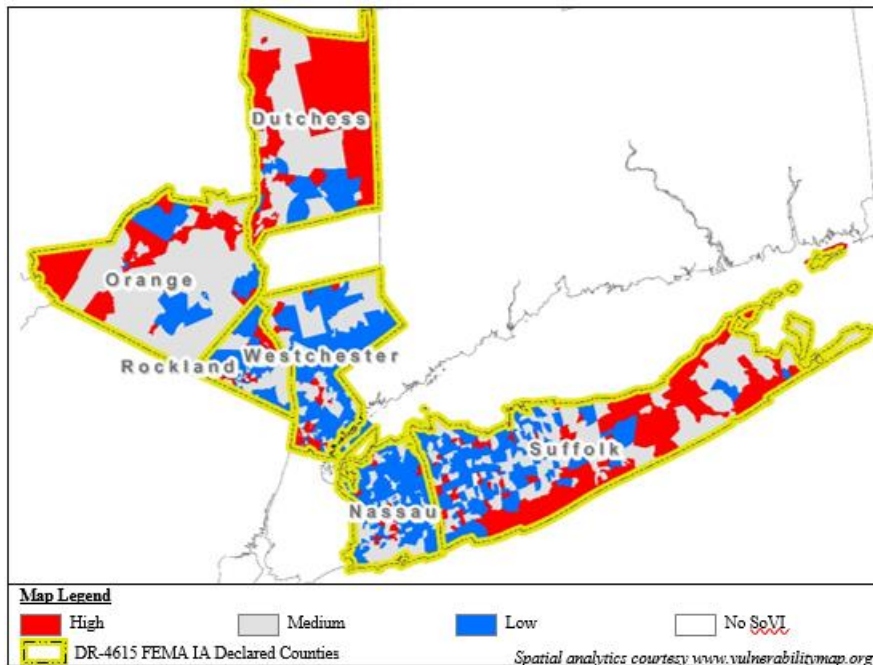 Dutchess
Orange
Rockland
Westchester
Suffolk
Nassau
Map Legend
High
Medium
Low
No SoVI
DR-4615 FEMA IA Declared Counties
Spatial analytics courtesy www.vulnerabilitymap.org